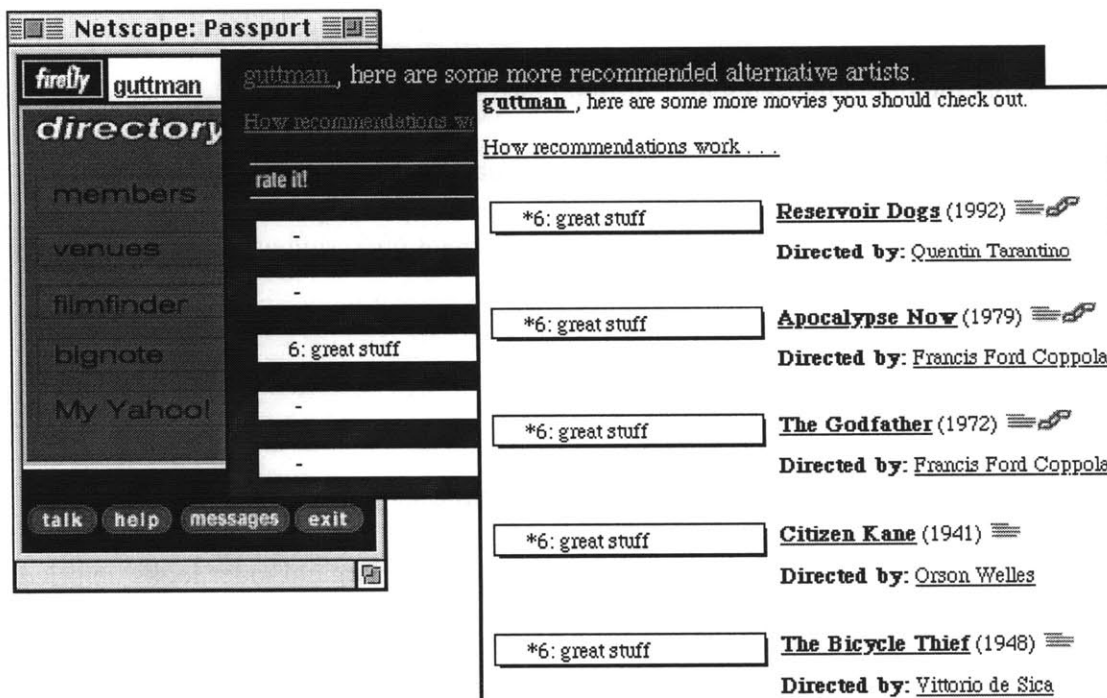 Netscape: Passport
firefly
guttman
directory
members
venues
filmfinder
bignote
My Yahoo!
talk
help
messages
exit
guttman , here are some more recommended alternative artists.
How recommendations
rate it!
-
-
6: great stuff
-
-
guttman , here are some more movies you should check out.
How recommendations work . . .
*6: great stuff
Reservoir Dogs (1992)
Directed by: Quentin Tarantino
*6: great stuff
Apocalypse Now (1979)
Directed by: Francis Ford Coppola
*6: great stuff
The Godfather (1972)
Directed by: Francis Ford Coppola
*6: great stuff
Citizen Kane (1941)
Directed by: Orson Welles
*6: great stuff
The Bicycle Thief (1948)
Directed by: Vittorio de Sica